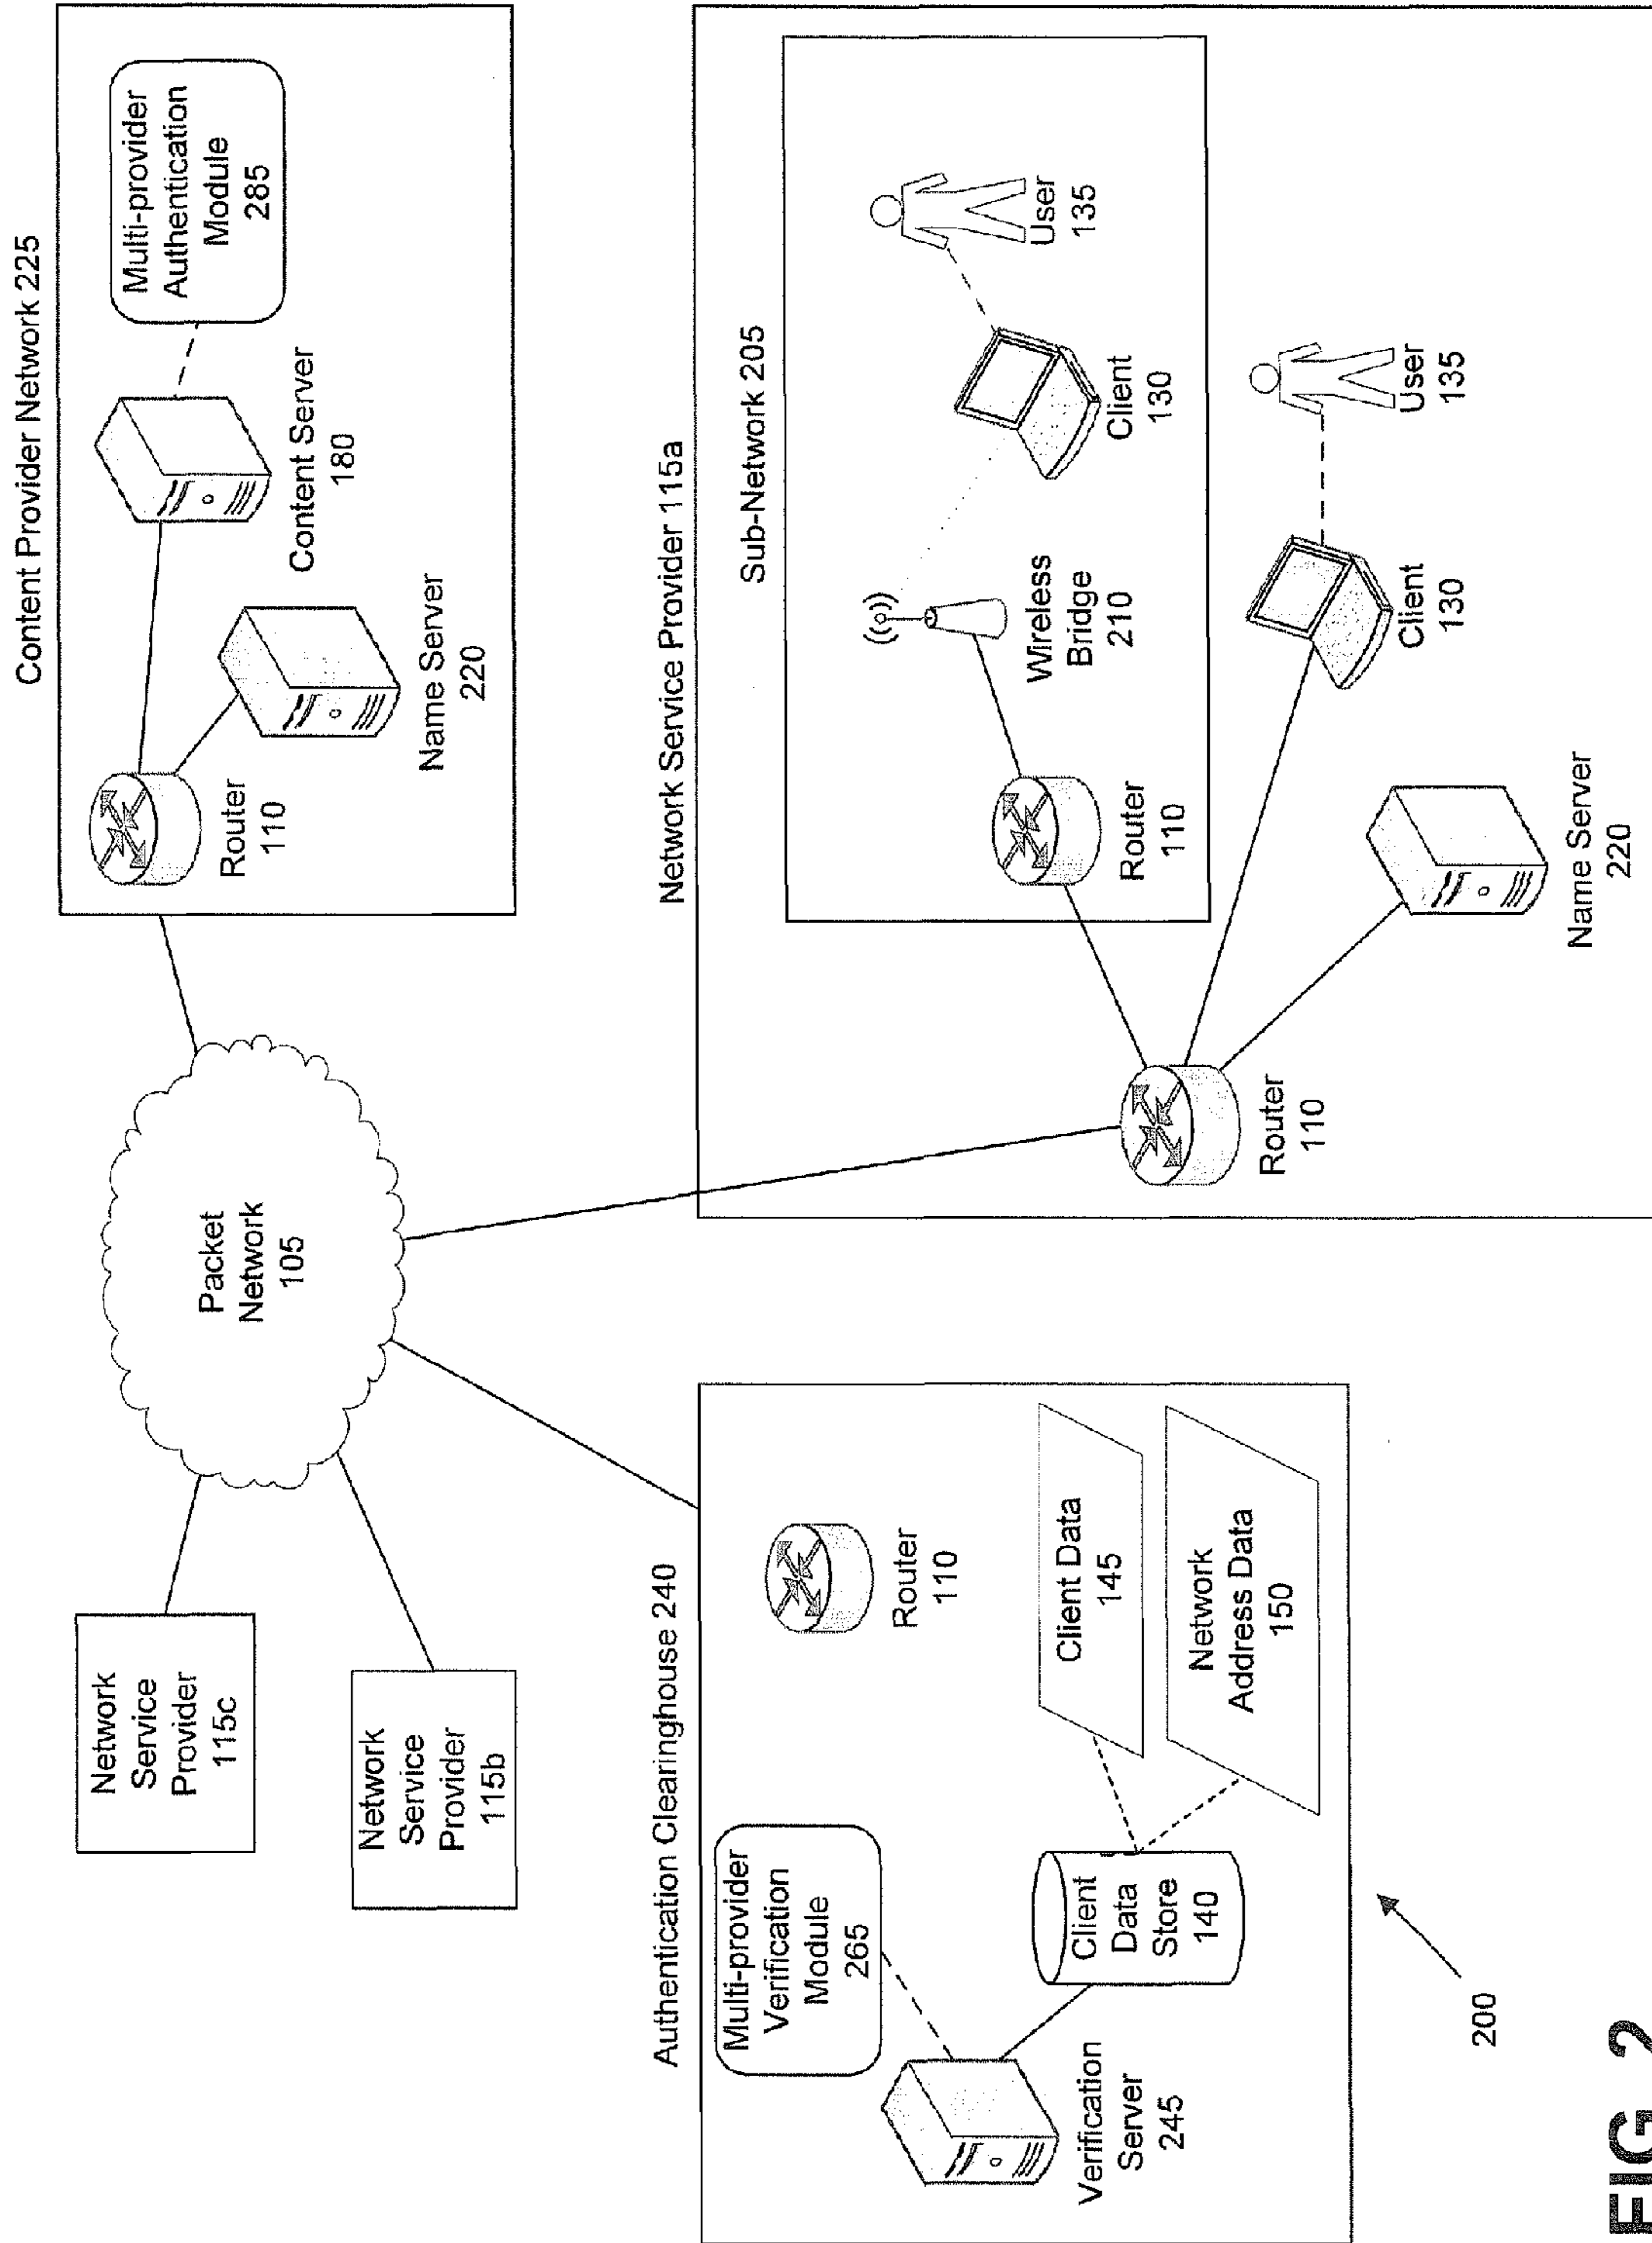 Network
Service
Provider
115c
Network
Service
Provider
115b
Packet
Network
105
Content Provider Network 225
Router
110
Name Server
220
Content Server
180
Multi-provider
Authentication
Module
285
Authentication Clearinghouse 240
Multi-provider
Verification
Module
265
Verification
Server
245
Client
Data
Store
140
Router
110
Client Data
145
Network
Address Data
150
Network Service Provider 115a
Sub-Network 205
Router
110
Wireless
Bridge
210
Client
130
User
135
Router
110
Client
130
User
135
Name Server
220
200
FIG. 2